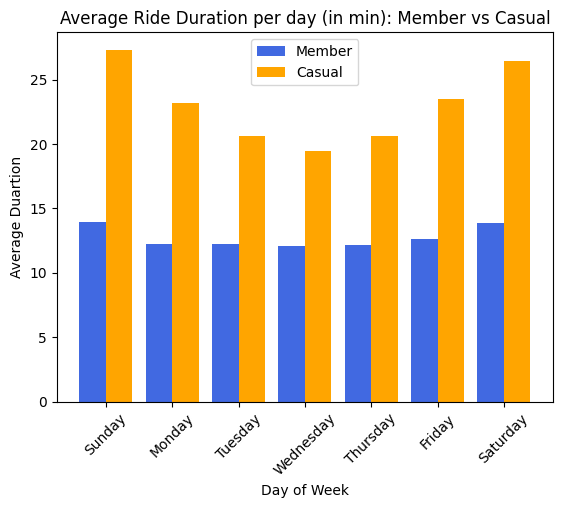 Average Ride Duration per day (in min): Member vs Casual
Member
Casual
Average Duartion
25
20
15
10
5
0
Sunday
Monday
Tuesday
Wednesday
Thursday
Friday
Saturday
Day of Week